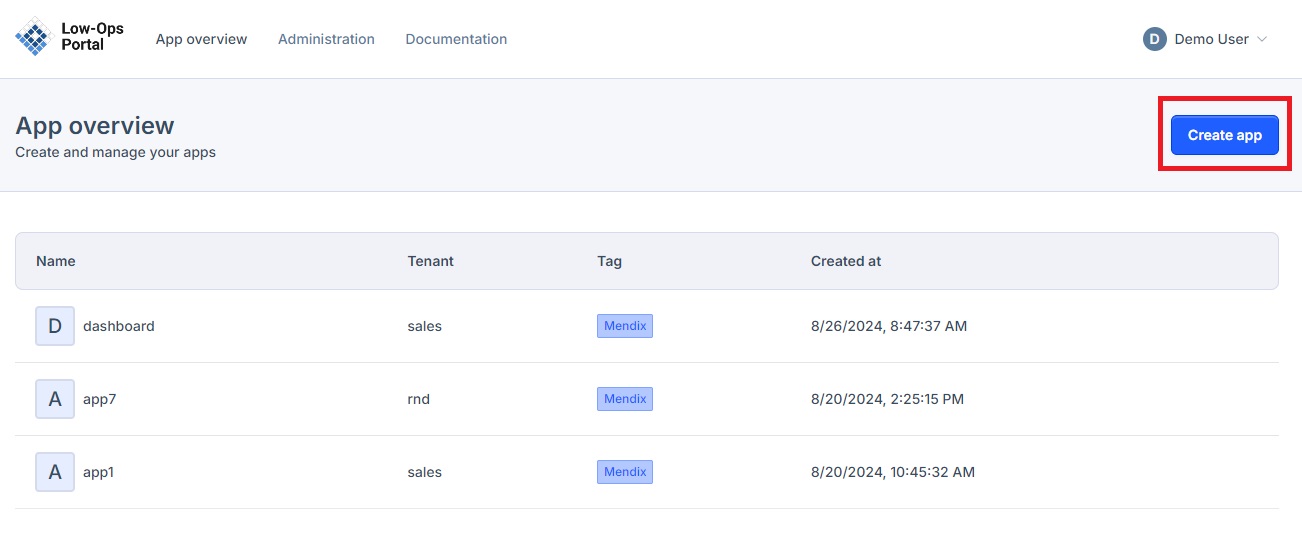 Low-Ops
Portal
App overview Administration Documentation
D Demo User
App overview
Create and manage your apps
Create app
Name Tenant Tag Created at
D dashboard sales Mendix 8/26/2024, 8:47:37 AM
A app7 rnd Mendix 8/20/2024, 2:25:15 PM
A app1 sales Mendix 8/20/2024, 10:45:32 AM